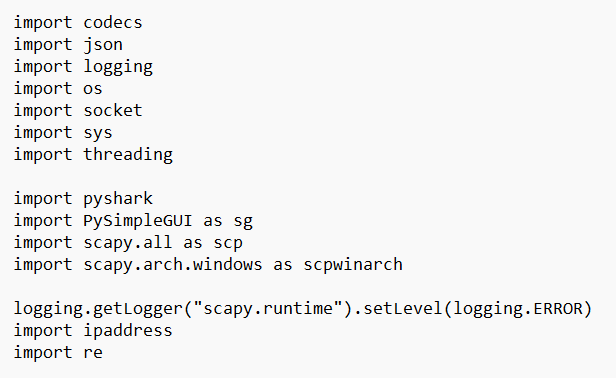 import codecs
import json
import logging
import os
import socket
import sys
import threading

import pyshark
import PySimpleGUI as sg
import scapy.all as scp
import scapy.arch.windows as scpwinarch

logging.getLogger("scapy.runtime").setLevel(logging.ERROR)
import ipaddress
import re